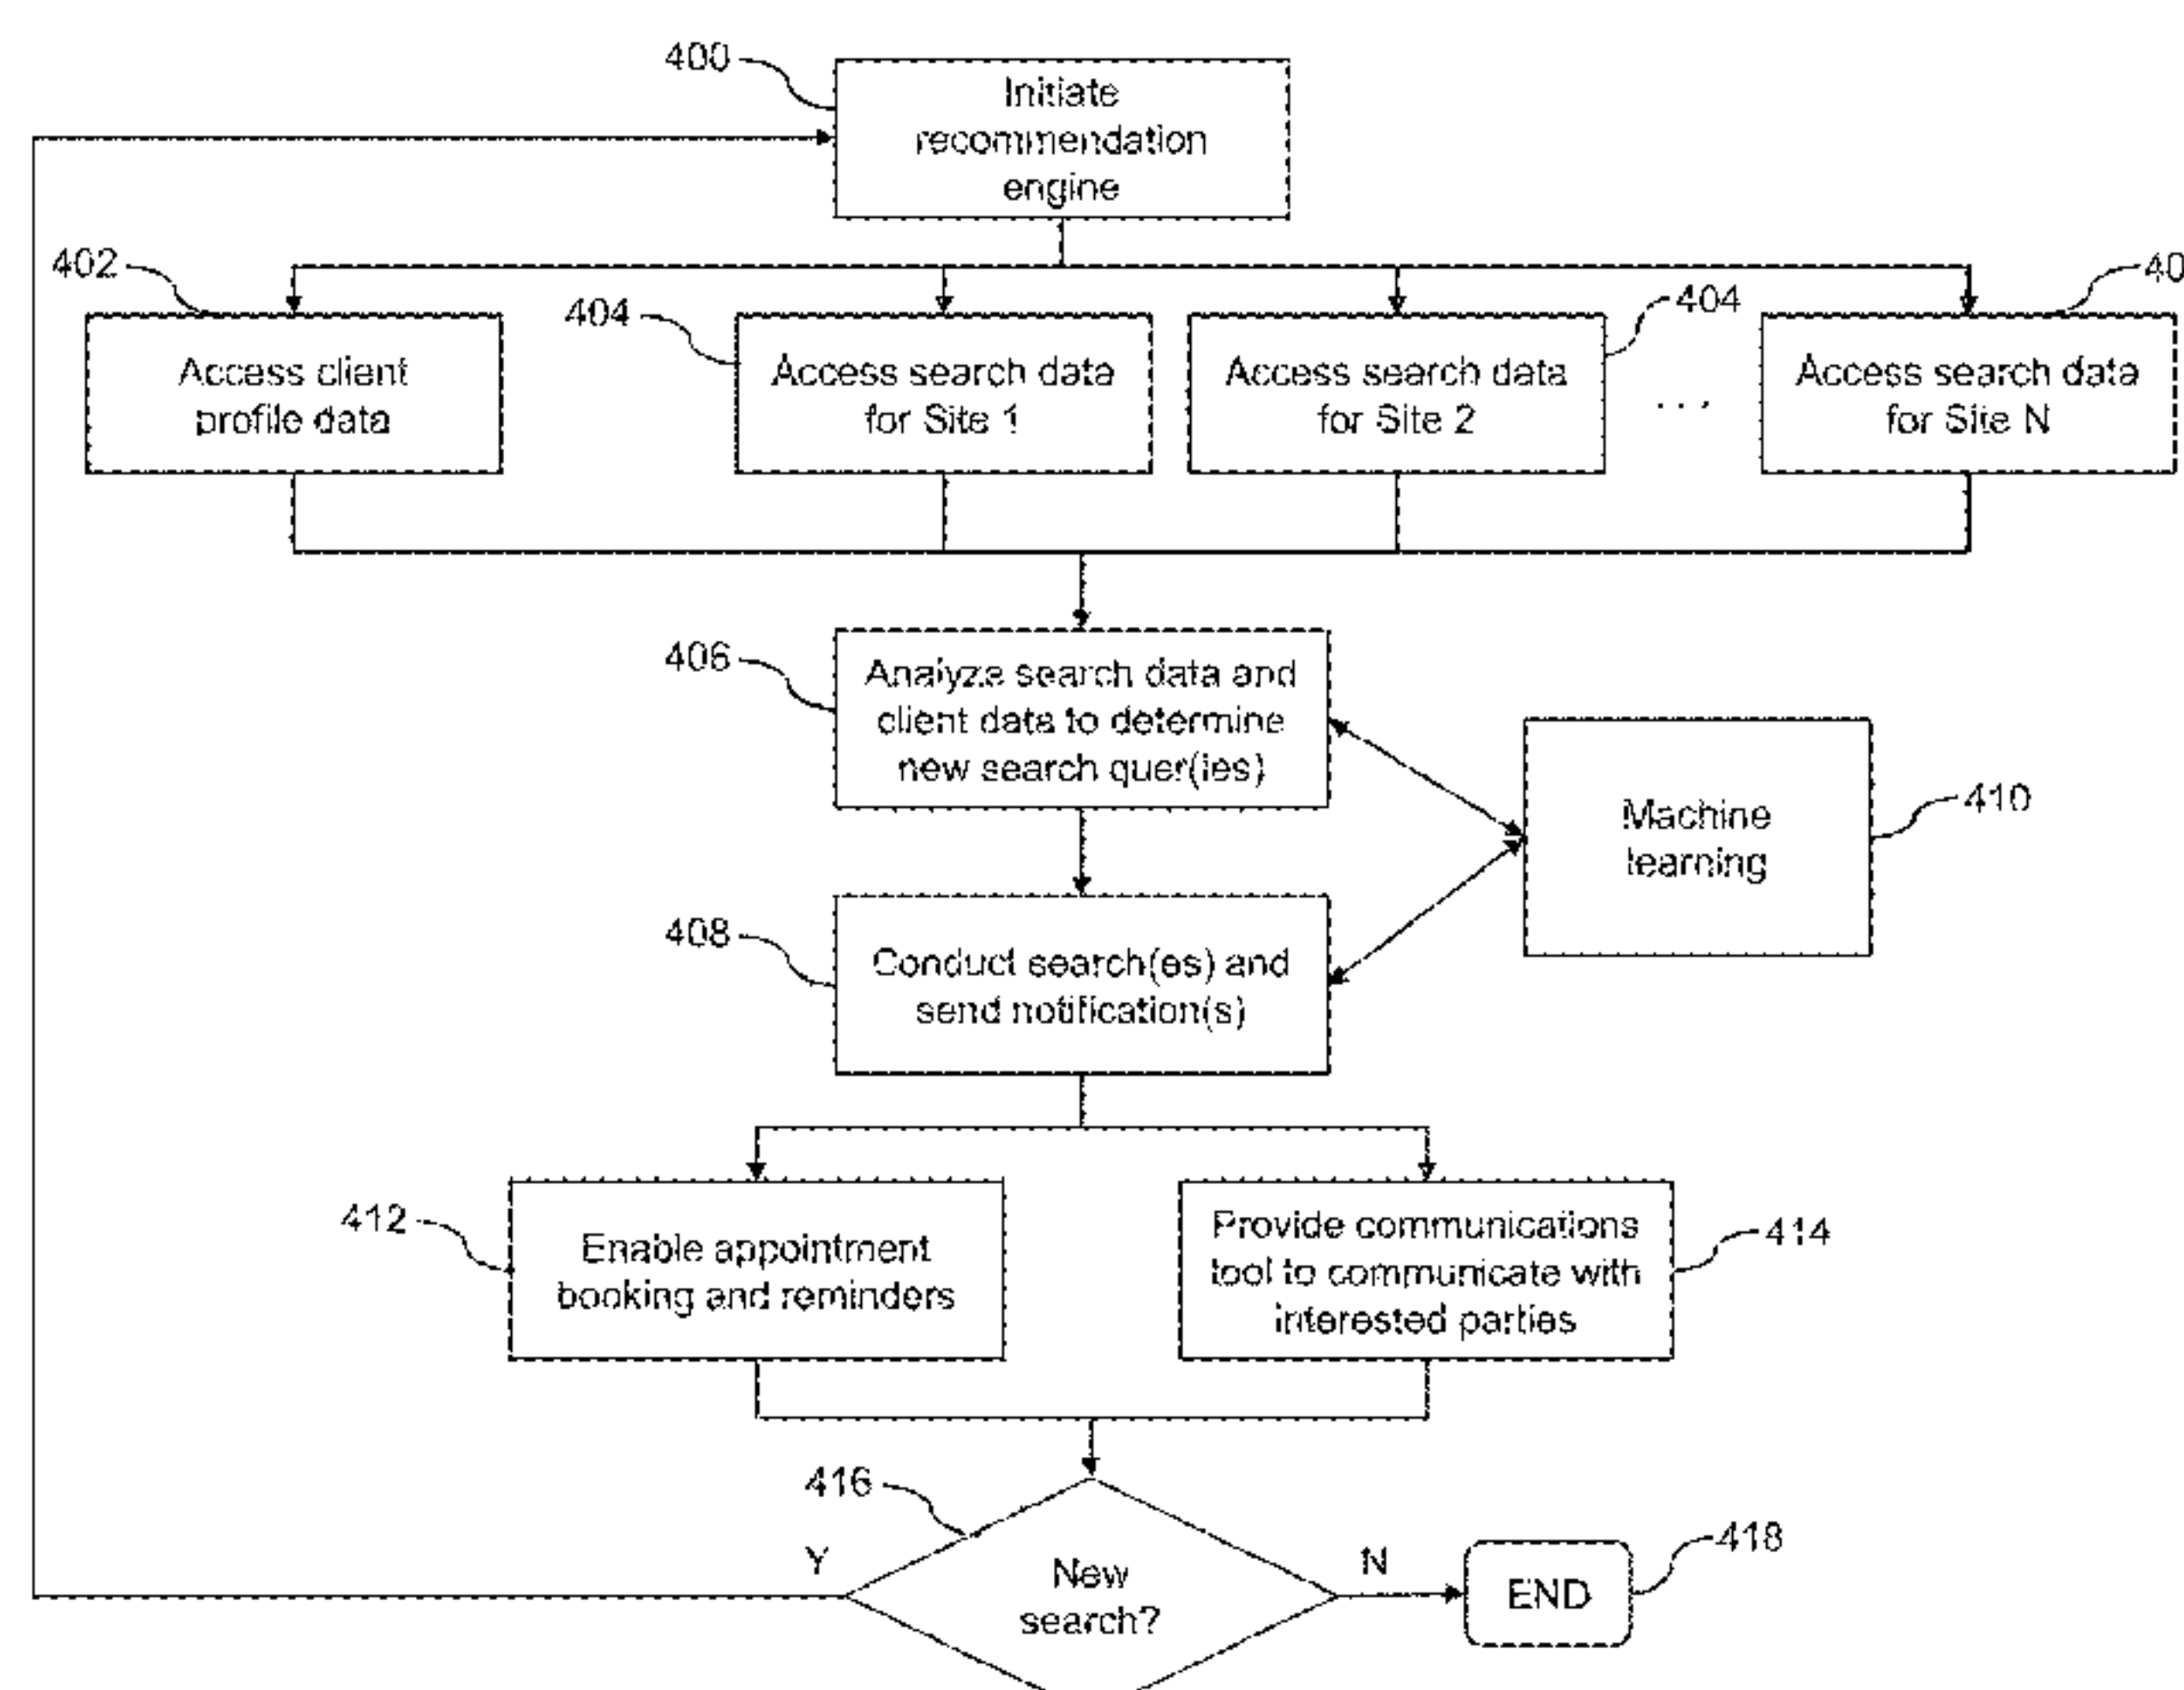 400
Initiate
recommendation
engine
402
404
404
40
Access client
profile data
Access search data
for Site 1
Access search data
for Site 2
. . .
Access search data
for Site N
406
Analyze search data and
client data to determine
new search quer(ies)
Machine
learning
410
408
Conduct search(es) and
send notification(s)
412
Enable appointment
booking and reminders
Provide communications
tool to communicate with
interested parties
414
416
Y
New
search?
N
END
418